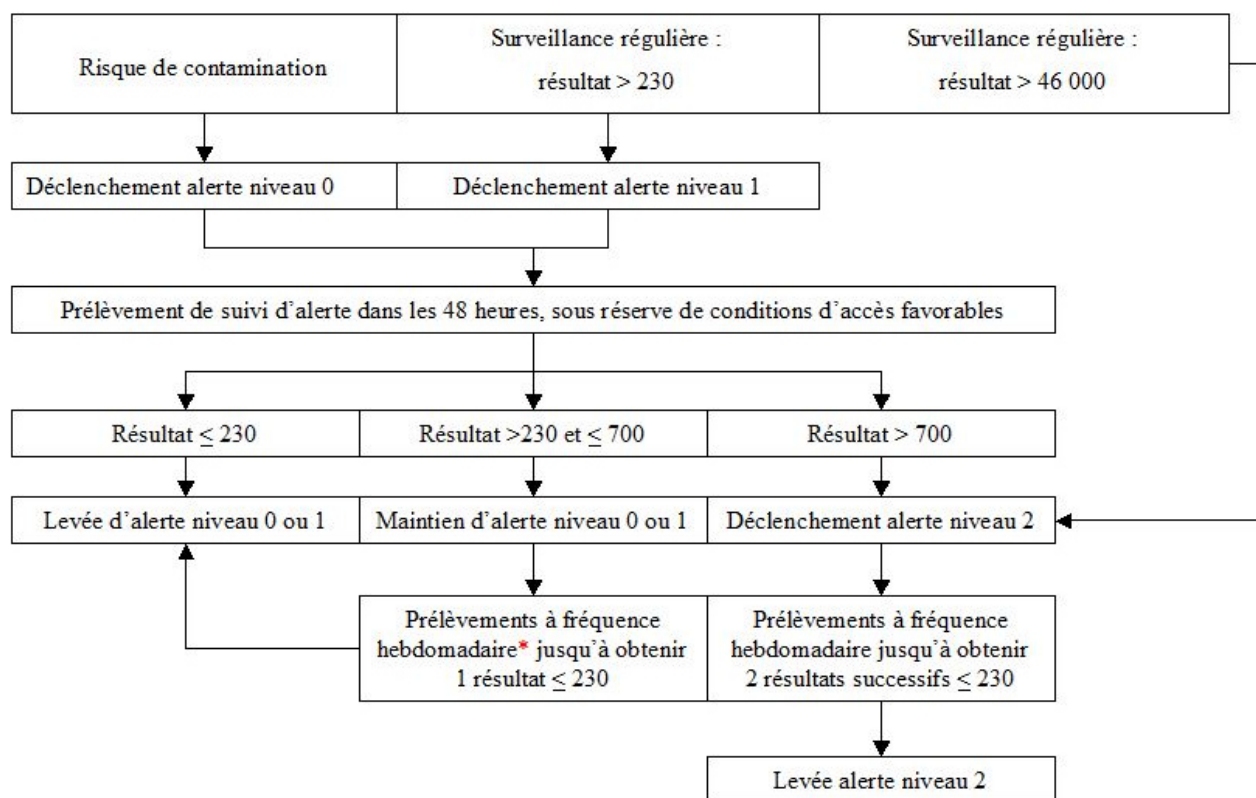 Risque de contamination
Surveillance régulière :
résultat > 230
Surveillance régulière :
résultat > 46 000
Déclenchement alerte niveau 0
Déclenchement alerte niveau 1
Prélèvement de suivi d’alerte dans les 48 heures, sous réserve de conditions d’accès favorables
Résultat ≤ 230
Résultat >230 et ≤ 700
Résultat > 700
Levée d’alerte niveau 0 ou 1
Maintien d’alerte niveau 0 ou 1
Déclenchement alerte niveau 2
Prélèvements à fréquence
hebdomadaire* jusqu’à obtenir
1 résultat ≤ 230
Prélèvements à fréquence
hebdomadaire jusqu’à obtenir
2 résultats successifs ≤ 230
Levée alerte niveau 2